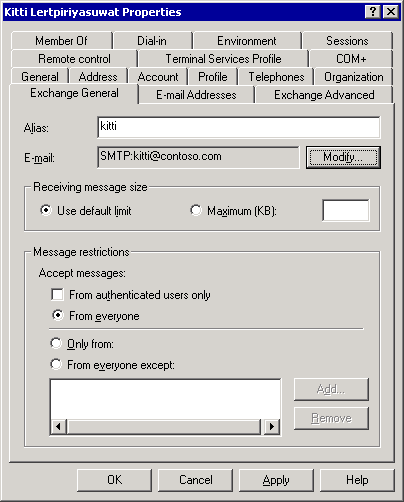 Kitti Lertpiriyasuwat Properties
Member Of Dial-in Environment Sessions
Remote control Terminal Services Profile COM+
General Address Account Profile Telephones Organization
Exchange General E-mail Addresses Exchange Advanced
Alias: kitti
E-mail: SMTP:kitti@contoso.com Modify...
Receiving message size
Use default limit Maximum (KB):
Message restrictions
Accept messages:
From authenticated users only
From everyone
Only from:
From everyone except:
Add...
Remove
OK Cancel Apply Help